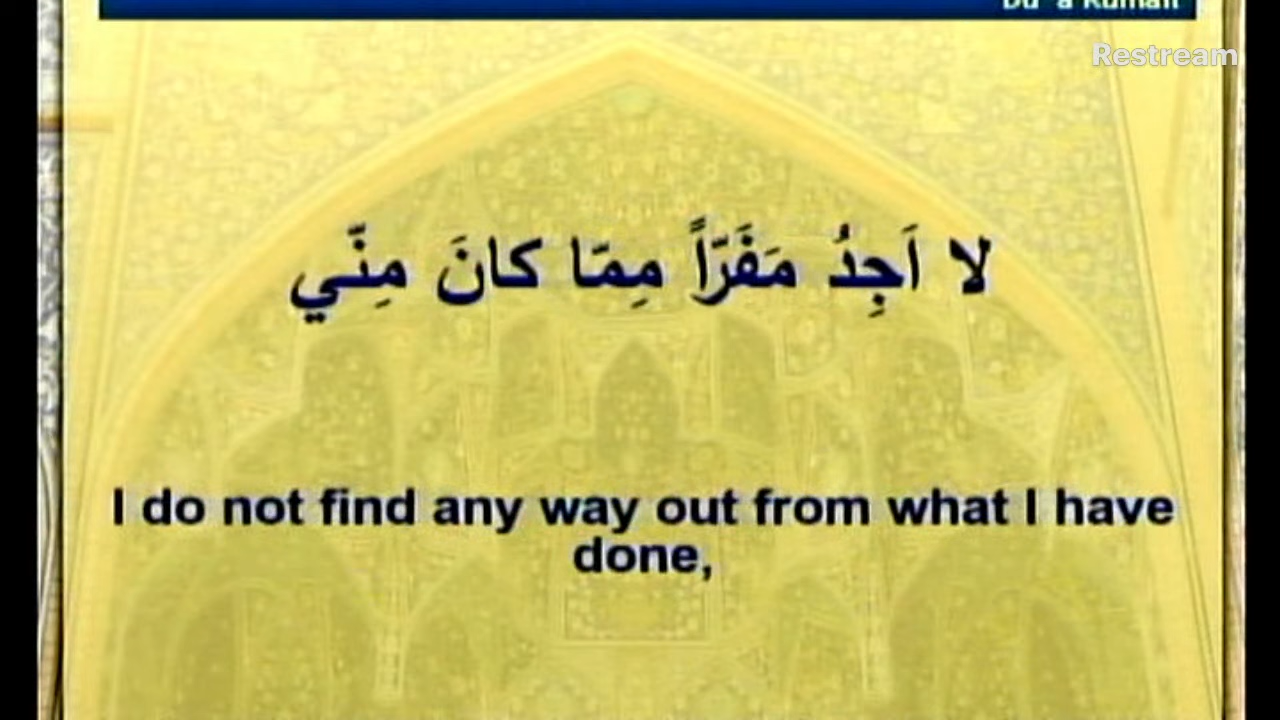 Restream
لا اَجِدُ مَفَرّاً مِمّا كانَ مِنّي
I do not find any way out from what I have
done,